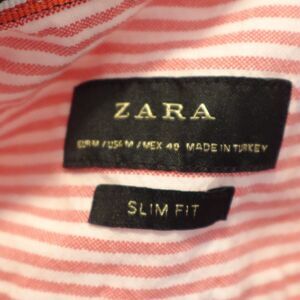 ZARA
EUR M / USA M / MEX 40 MADE IN TURKEY
SLIM FIT